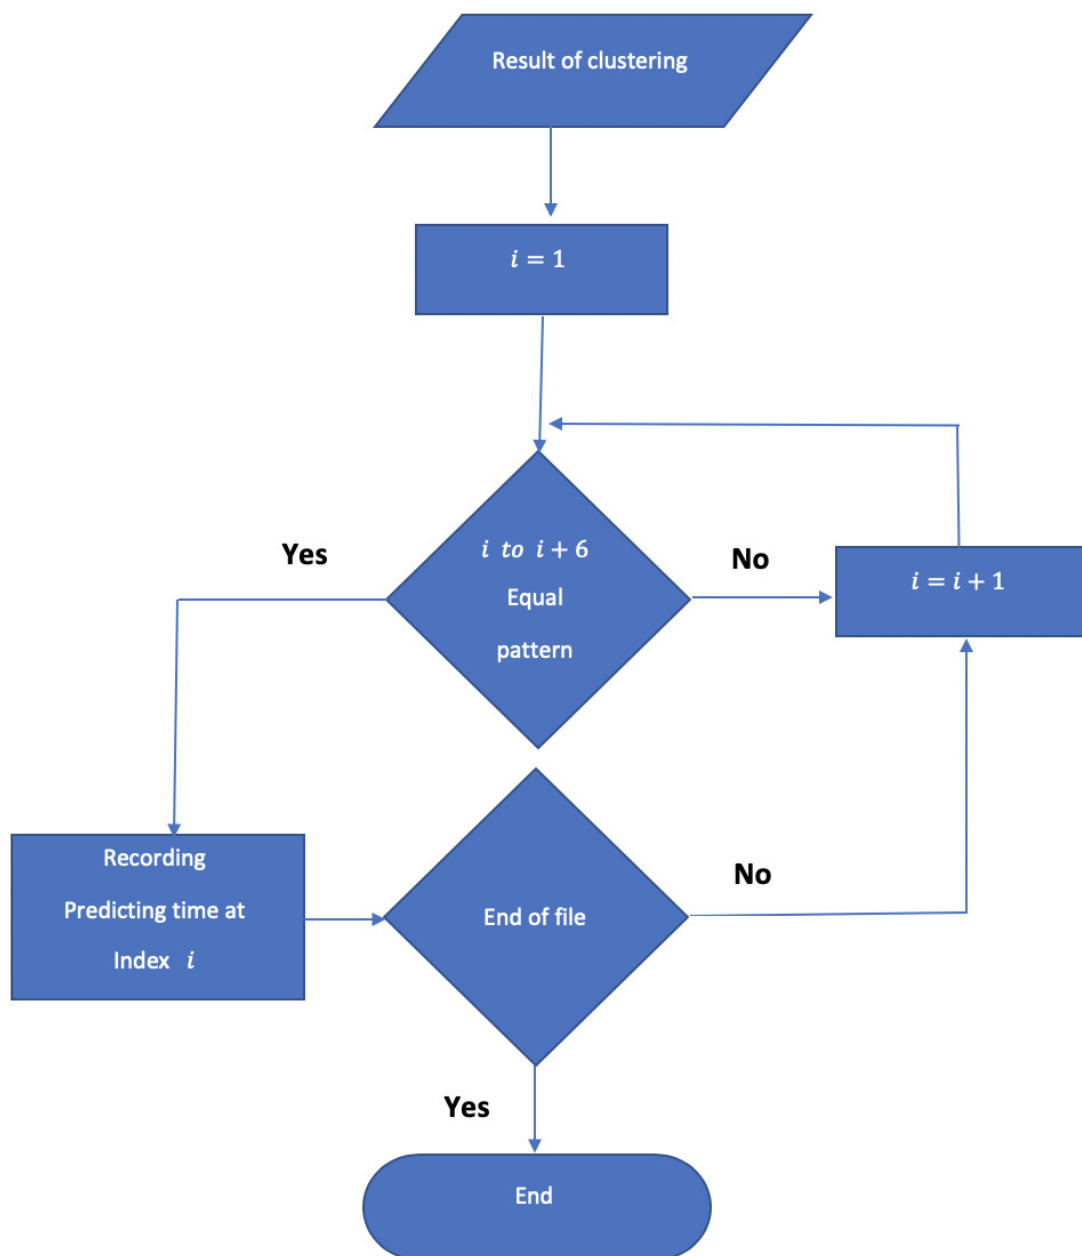 Result of clustering
i = 1
Yes
i to i + 6
Equal
pattern
No
i = i + 1
Recording
Predicting time at
Index i
End of file
No
Yes
End